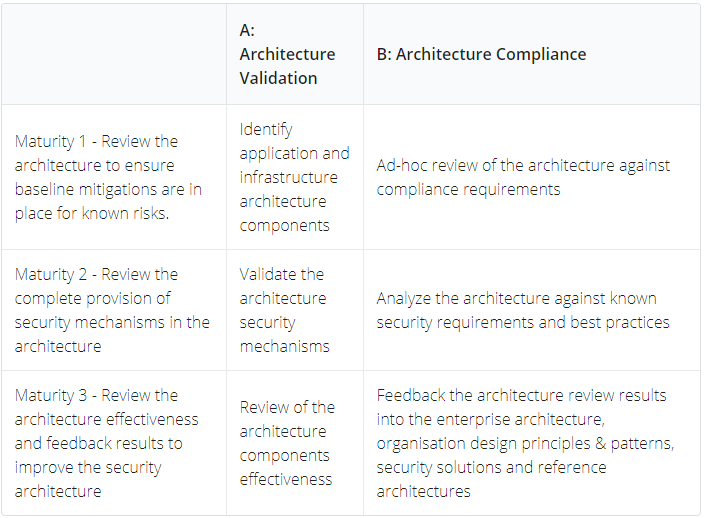 A:
Architecture
Validation
B: Architecture Compliance
Maturity 1 - Review the
architecture to ensure
baseline mitigations are in
place for known risks.
Identify
application and
infrastructure
architecture
components
Ad-hoc review of the architecture against
compliance requirements
Maturity 2 - Review the
complete provision of
security mechanisms in the
architecture
Validate the
architecture
security
mechanisms
Analyze the architecture against known
security requirements and best practices
Maturity 3 - Review the
architecture effectiveness
and feedback results to
improve the security
architecture
Review of the
architecture
components
effectiveness
Feedback the architecture review results
into the enterprise architecture,
organisation design principles & patterns,
security solutions and reference
architectures